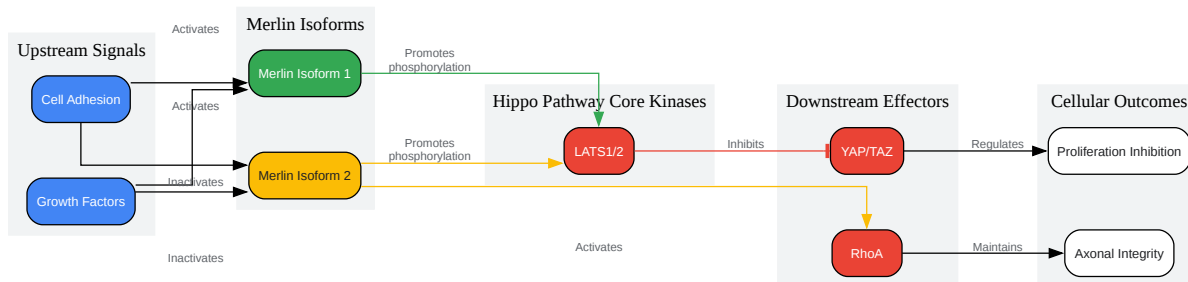 Upstream Signals
Cell Adhesion
Growth Factors
Activates
Activates
Inactivates
Inactivates
Merlin Isoforms
Merlin Isoform 1
Merlin Isoform 2
Promotes
phosphorylation
Promotes
phosphorylation
Hippo Pathway Core Kinases
LATS1/2
Inhibits
Activates
Downstream Effectors
YAP/TAZ
RhoA
Regulates
Maintains
Cellular Outcomes
Proliferation Inhibition
Axonal Integrity